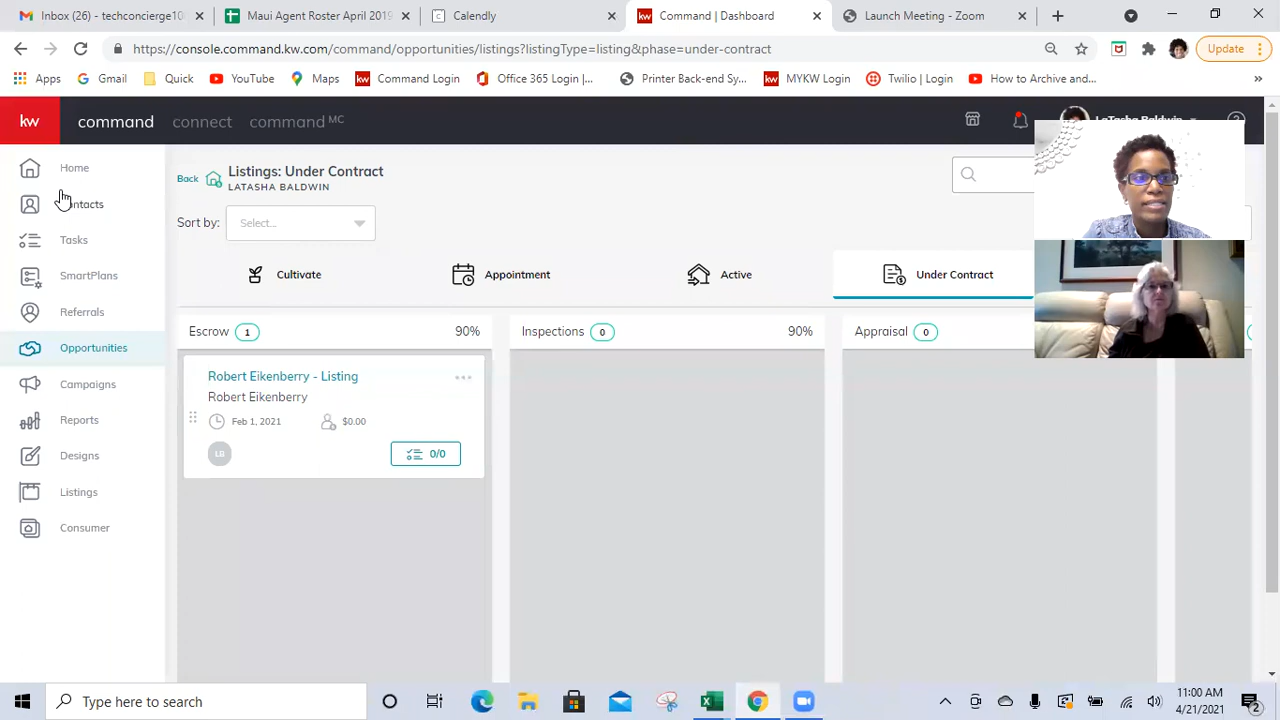 Inbox (26) - techconcierge10
Maui Agent Roster April 2019
Calendly
Command | Dashboard
Launch Meeting - Zoom
https://console.command.kw.com/command/opportunities/listings?listingType=listing&phase=under-contract
Update
Apps
Gmail
Quick
YouTube
Maps
Command Login
Office 365 Login |...
Printer Back-end Sy...
MYKW Login
Twilio | Login
How to Archive and...
»
kw
command
connect
command MC
LaTasha Baldwin
Home
Contacts
Tasks
SmartPlans
Referrals
Opportunities
Campaigns
Reports
Designs
Listings
Consumer
Back
Listings: Under Contract
LATASHA BALDWIN
Sort by:
Select...
Cultivate
Appointment
Active
Under Contract
Escrow 1 90%
Inspections 0 90%
Appraisal 0
Robert Eikenberry - Listing
Robert Eikenberry
Feb 1, 2021
$0.00
LB
0/0
Type here to search
11:00 AM
4/21/2021
2